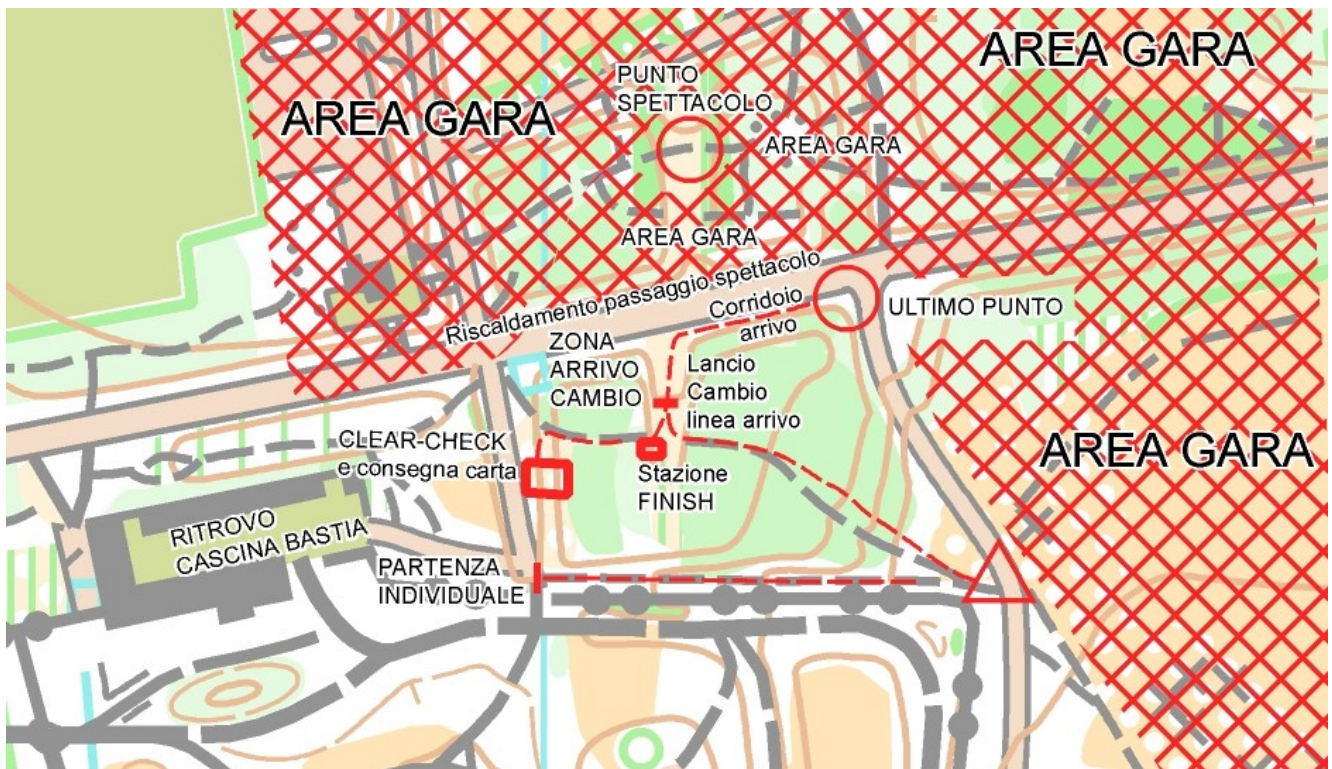 AREA GARA
AREA GARA
PUNTO
SPETTACOLO
AREA GARA
AREA GARA
Riscaldamento passaggio spettacolo
Corridoio
arrivo
ULTIMO PUNTO
ZONA
ARRIVO
CAMBIO
Lancio
Cambio
linea arrivo
CLEAR-CHECK
e consegna carta
Stazione
FINISH
AREA GARA
RITROVO
CASCINA BASTIA
PARTENZA
INDIVIDUALE